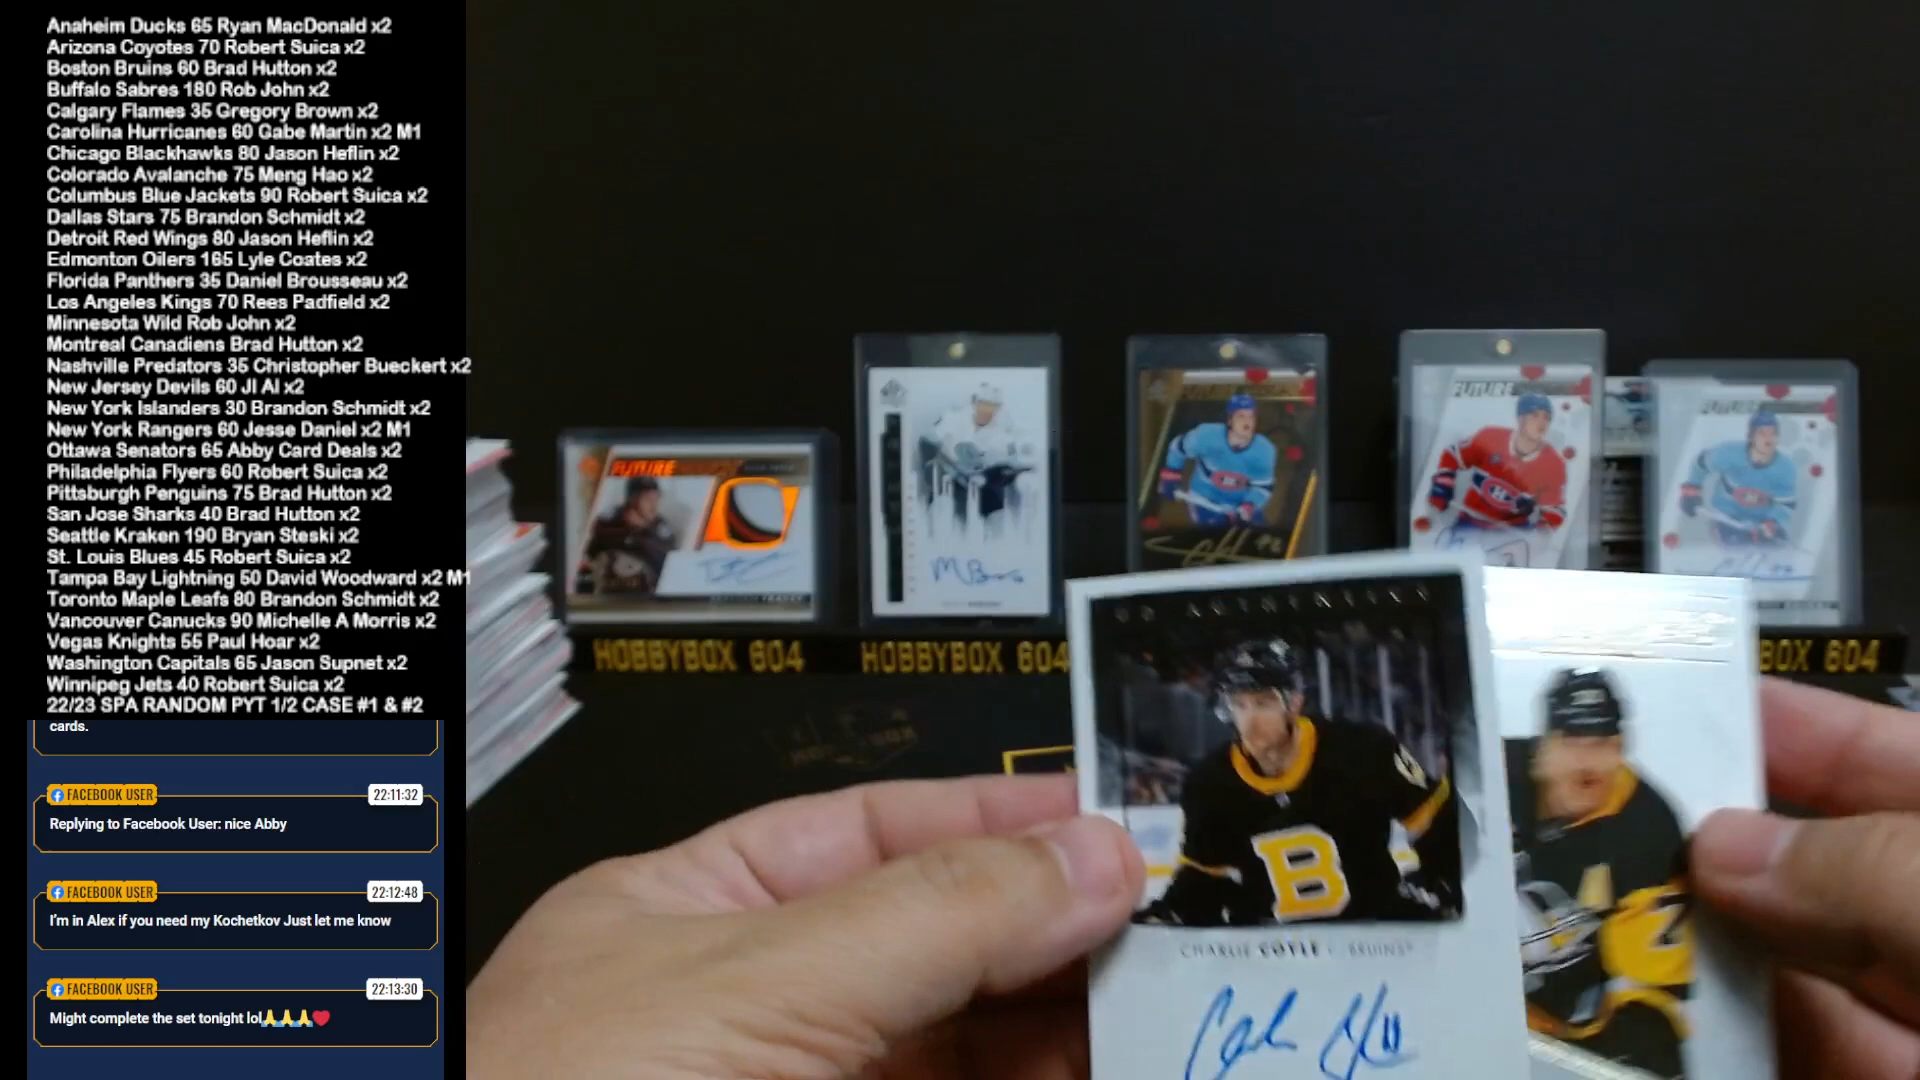 Anaheim Ducks 65 Ryan MacDonald x2
Arizona Coyotes 70 Robert Suica x2
Boston Bruins 60 Brad Hutton x2
Buffalo Sabres 180 Rob John x2
Calgary Flames 35 Gregory Brown x2
Carolina Hurricanes 60 Gabe Martin x2 M1
Chicago Blackhawks 80 Jason Heflin x2
Colorado Avalanche 75 Meng Hao x2
Columbus Blue Jackets 90 Robert Suica x2
Dallas Stars 75 Brandon Schmidt x2
Detroit Red Wings 80 Jason Heflin x2
Edmonton Oilers 165 Lyle Coates x2
Florida Panthers 35 Daniel Brousseau x2
Los Angeles Kings 70 Rees Padfield x2
Minnesota Wild Rob John x2
Montreal Canadiens Brad Hutton x2
Nashville Predators 35 Christopher Bueckert x2
New Jersey Devils 60 JI AI x2
New York Islanders 30 Brandon Schmidt x2
New York Rangers 60 Jesse Daniel x2 M1
Ottawa Senators 65 Abby Card Deals x2
Philadelphia Flyers 60 Robert Suica x2
Pittsburgh Penguins 75 Brad Hutton x2
San Jose Sharks 40 Brad Hutton x2
Seattle Kraken 190 Bryan Steski x2
St. Louis Blues 45 Robert Suica x2
Tampa Bay Lightning 50 David Woodward x2 M1
Toronto Maple Leafs 80 Brandon Schmidt x2
Vancouver Canucks 90 Michelle A Morris x2
Vegas Knights 55 Paul Hoar x2
Washington Capitals 65 Jason Supnet x2
Winnipeg Jets 40 Robert Suica x2
22/23 SPA RANDOM PYT 1/2 CASE #1 & #2
cards.
FACEBOOK USER 22:11:32
Replying to Facebook User: nice Abby
FACEBOOK USER 22:12:48
I'm in Alex if you need my Kochetkov Just let me know
FACEBOOK USER 22:13:30
Might complete the set tonight lol🙏🙏🙏❤️
FUTURE
FUTURE
FUTURE
FUTURE
HOBBYBOX 604
HOBBYBOX 604
BOX 604
UD AUTHENTICS
B
CHARLIE COYLE C BRUINS